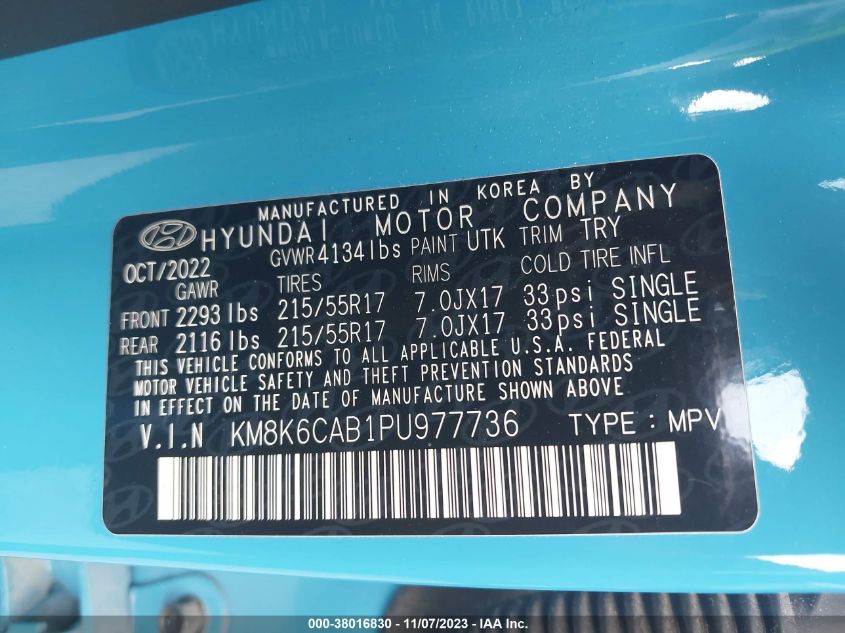 MANUFACTURED IN KOREA BY
HYUNDAI MOTOR COMPANY
OCT/2022 GVWR 4134 lbs PAINT UTK TRIM TRY
GAWR TIRES RIMS COLD TIRE INFL
FRONT 2293 lbs 215/55R17 7.0JX17 33psi SINGLE
REAR 2116 lbs 215/55R17 7.0JX17 33psi SINGLE
THIS VEHICLE CONFORMS TO ALL APPLICABLE U.S.A. FEDERAL
MOTOR VEHICLE SAFETY AND THEFT PREVENTION STANDARDS
IN EFFECT ON THE DATE OF MANUFACTURE SHOWN ABOVE
V.I.N KM8K6CAB1PU977736 TYPE : MPV
000-38016830 - 11/07/2023 - © IAA Inc.